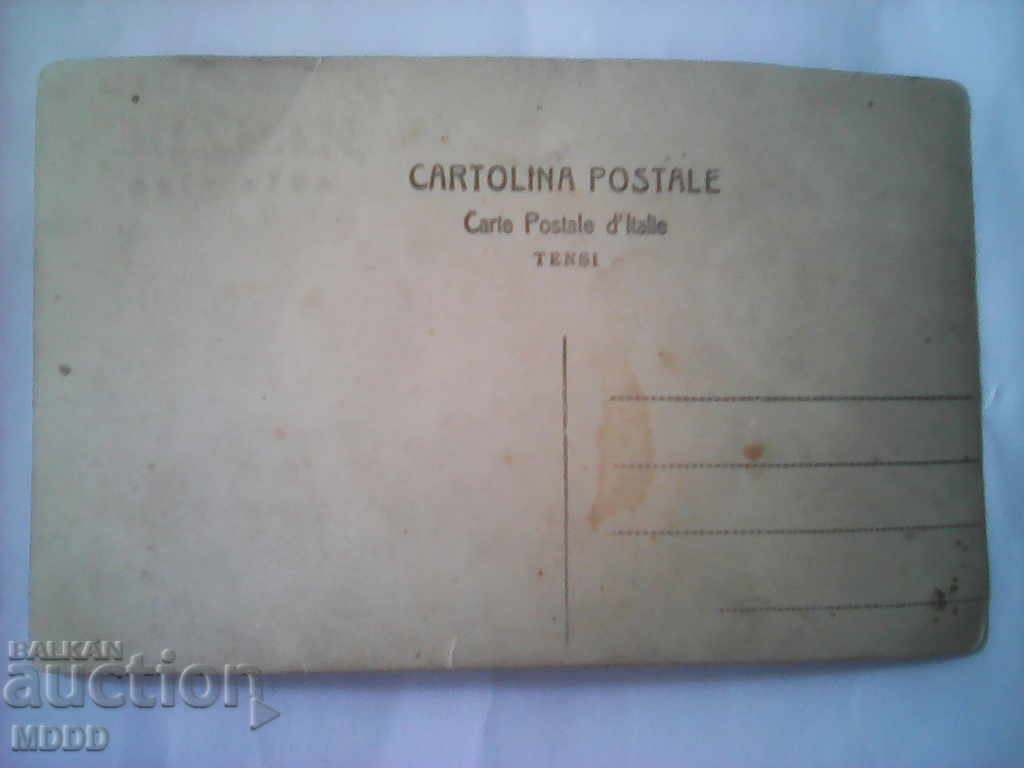 CARTOLINA POSTALE
Carte Postale d'Italie
TENSI
BALKAN
auction
MDDD